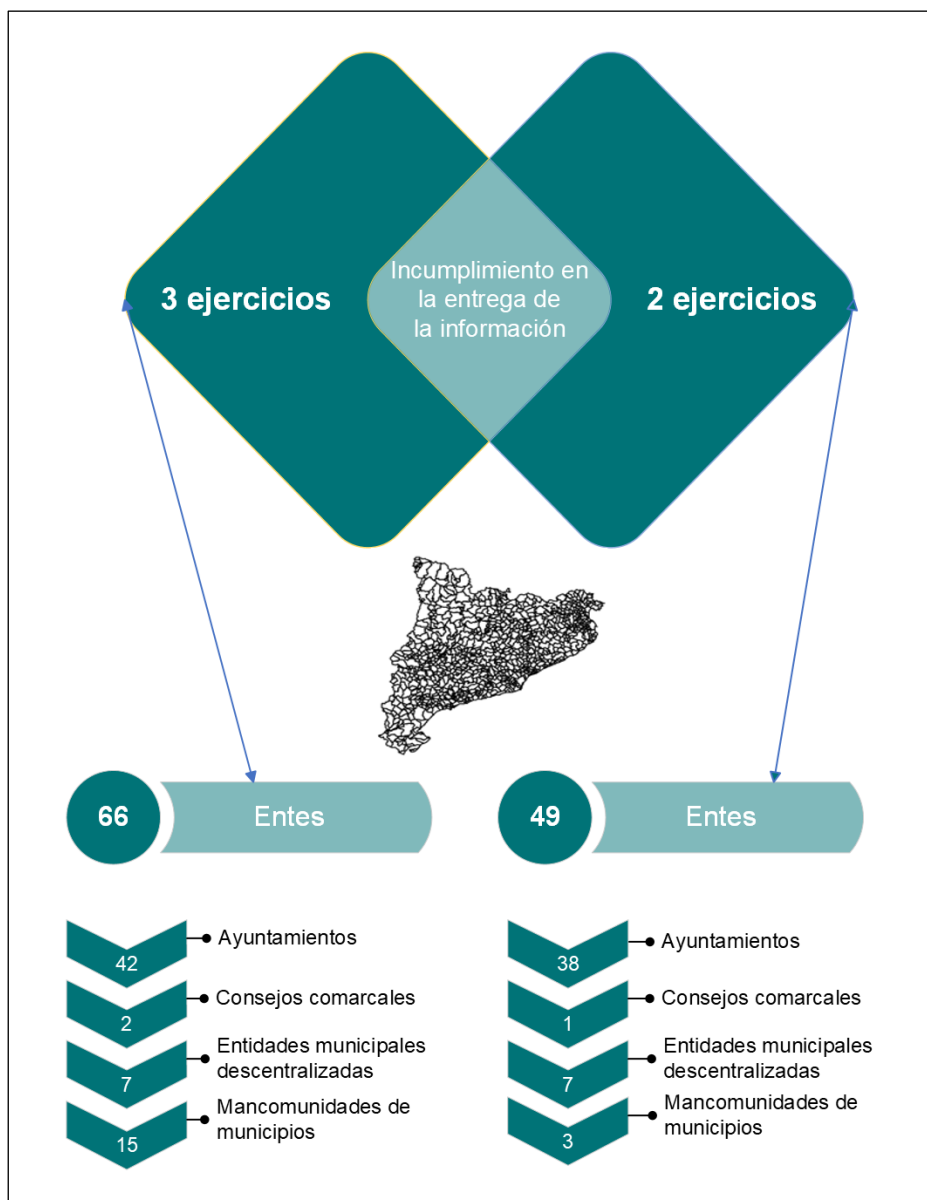 3 ejercicios
Incumplimiento en
la entrega de
la información
2 ejercicios
66
Entes
49
Entes
42
Ayuntamientos
2
Consejos comarcales
7
Entidades municipales
descentralizadas
15
Mancomunidades de
municipios
38
Ayuntamientos
1
Consejos comarcales
7
Entidades municipales
descentralizadas
3
Mancomunidades de
municipios